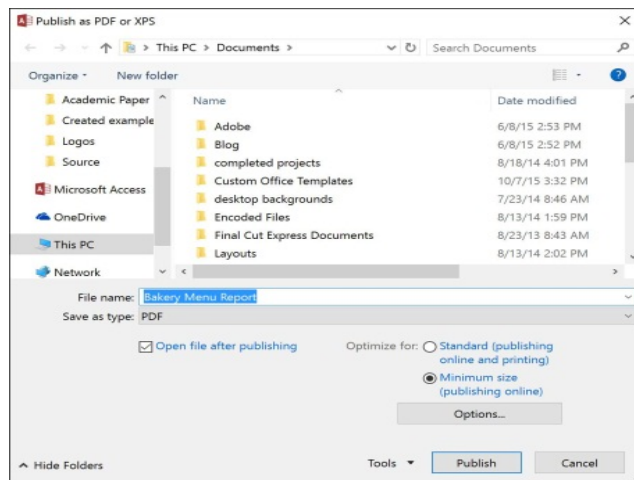 Publish as PDF or XPS
This PC > Documents >
Search Documents
Organize
New folder
Academic Paper
Created example
Logos
Source
Microsoft Access
OneDrive
This PC
Network
Name
Date modified
Adobe
6/8/15 2:53 PM
Blog
6/8/15 2:52 PM
completed projects
8/18/14 4:01 PM
Custom Office Templates
10/7/15 3:32 PM
desktop backgrounds
7/23/14 8:46 AM
Encoded Files
8/13/14 1:59 PM
Final Cut Express Documents
8/23/13 8:43 AM
Layouts
8/13/14 2:02 PM
File name: Bakery Menu Report
Save as type: PDF
Open file after publishing
Optimize for:
Standard (publishing
online and printing)
Minimum size
(publishing online)
Options...
Hide Folders
Tools
Publish
Cancel